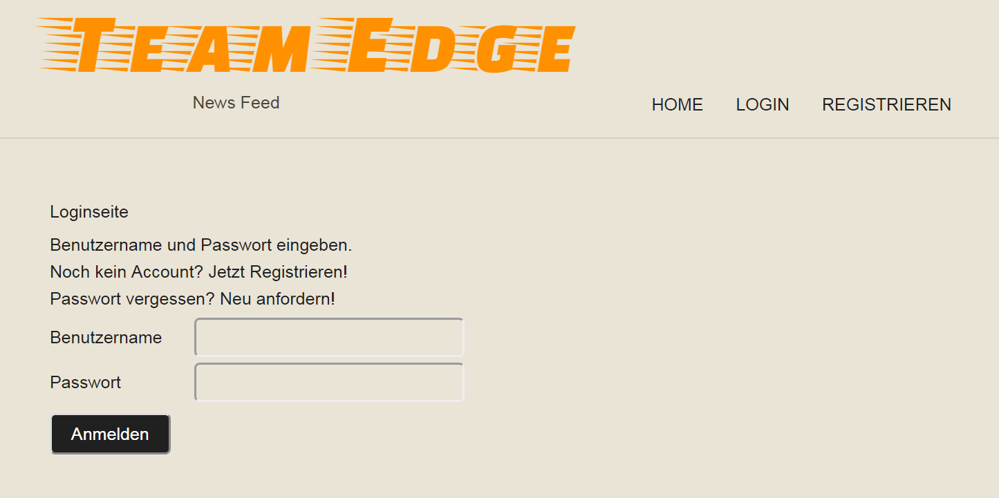 TEAM EDGE
News Feed
HOME LOGIN REGISTRIEREN
Loginseite
Benutzername und Passwort eingeben.
Noch kein Account? Jetzt Registrieren!
Passwort vergessen? Neu anfordern!
Benutzername
Passwort
Anmelden